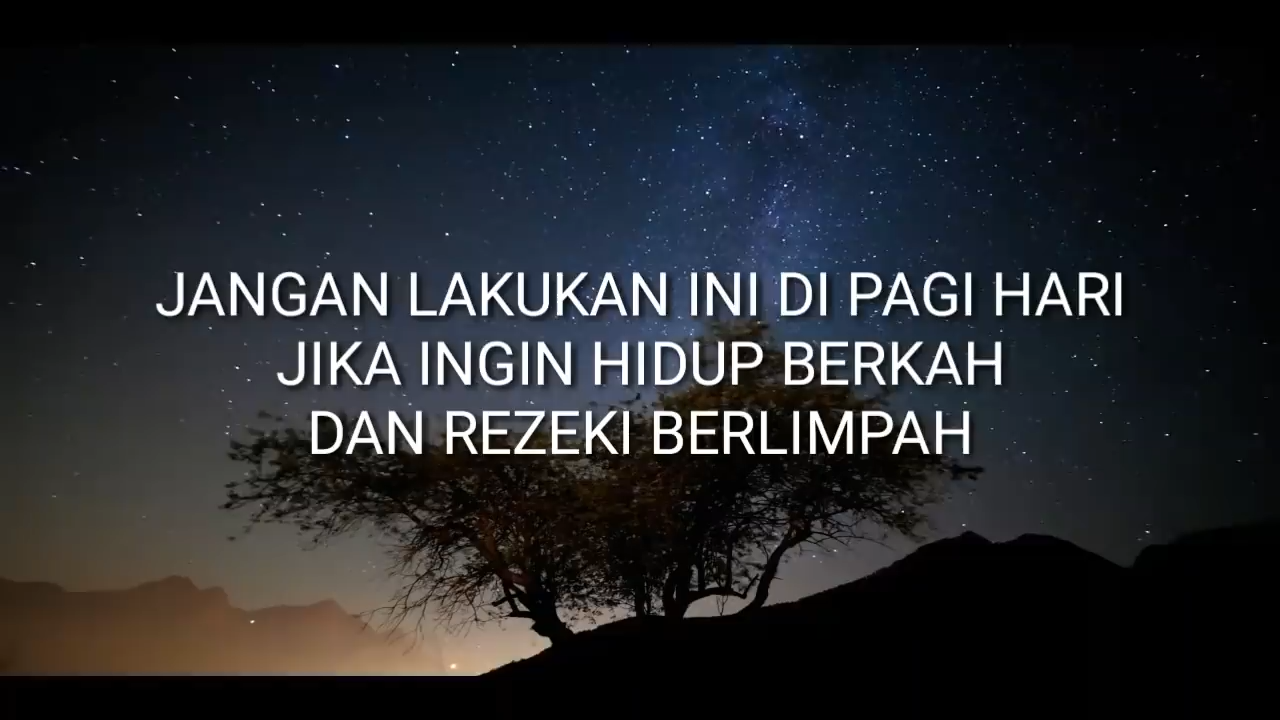 JANGAN LAKUKAN INI DI PAGI HARI
JIKA INGIN HIDUP BERKAH
DAN REZEKI BERLIMPAH